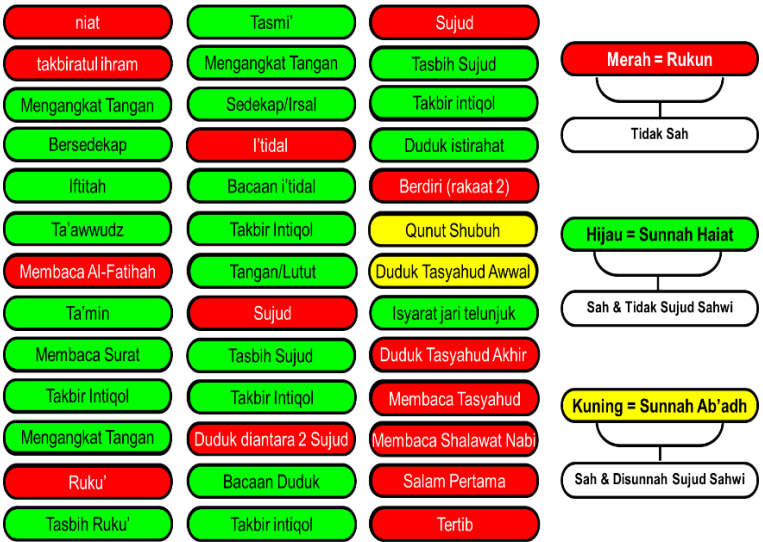 niat
takbiratul ihram
Mengangkat Tangan
Bersedekap
Iftitah
Ta'awwudz
Membaca Al-Fatihah
Ta'min
Membaca Surat
Takbir Intiqol
Mengangkat Tangan
Ruku'
Tasbih Ruku'
Tasmi'
Mengangkat Tangan
Sedekap/Irsal
I'tidal
Bacaan i'tidal
Takbir Intiqol
Tangan/Lutut
Sujud
Tasbih Sujud
Takbir Intiqol
Duduk diantara 2 Sujud
Bacaan Duduk
Takbir intiqol
Sujud
Tasbih Sujud
Takbir intiqol
Duduk istirahat
Berdiri (rakaat 2)
Qunut Shubuh
Duduk Tasyahud Awwal
Isyarat jari telunjuk
Duduk Tasyahud Akhir
Membaca Tasyahud
Membaca Shalawat Nabi
Salam Pertama
Tertib
Merah = Rukun
Tidak Sah
Hijau = Sunnah Haiat
Sah & Tidak Sujud Sahwi
Kuning = Sunnah Ab'adh
Sah & Disunnah Sujud Sahwi